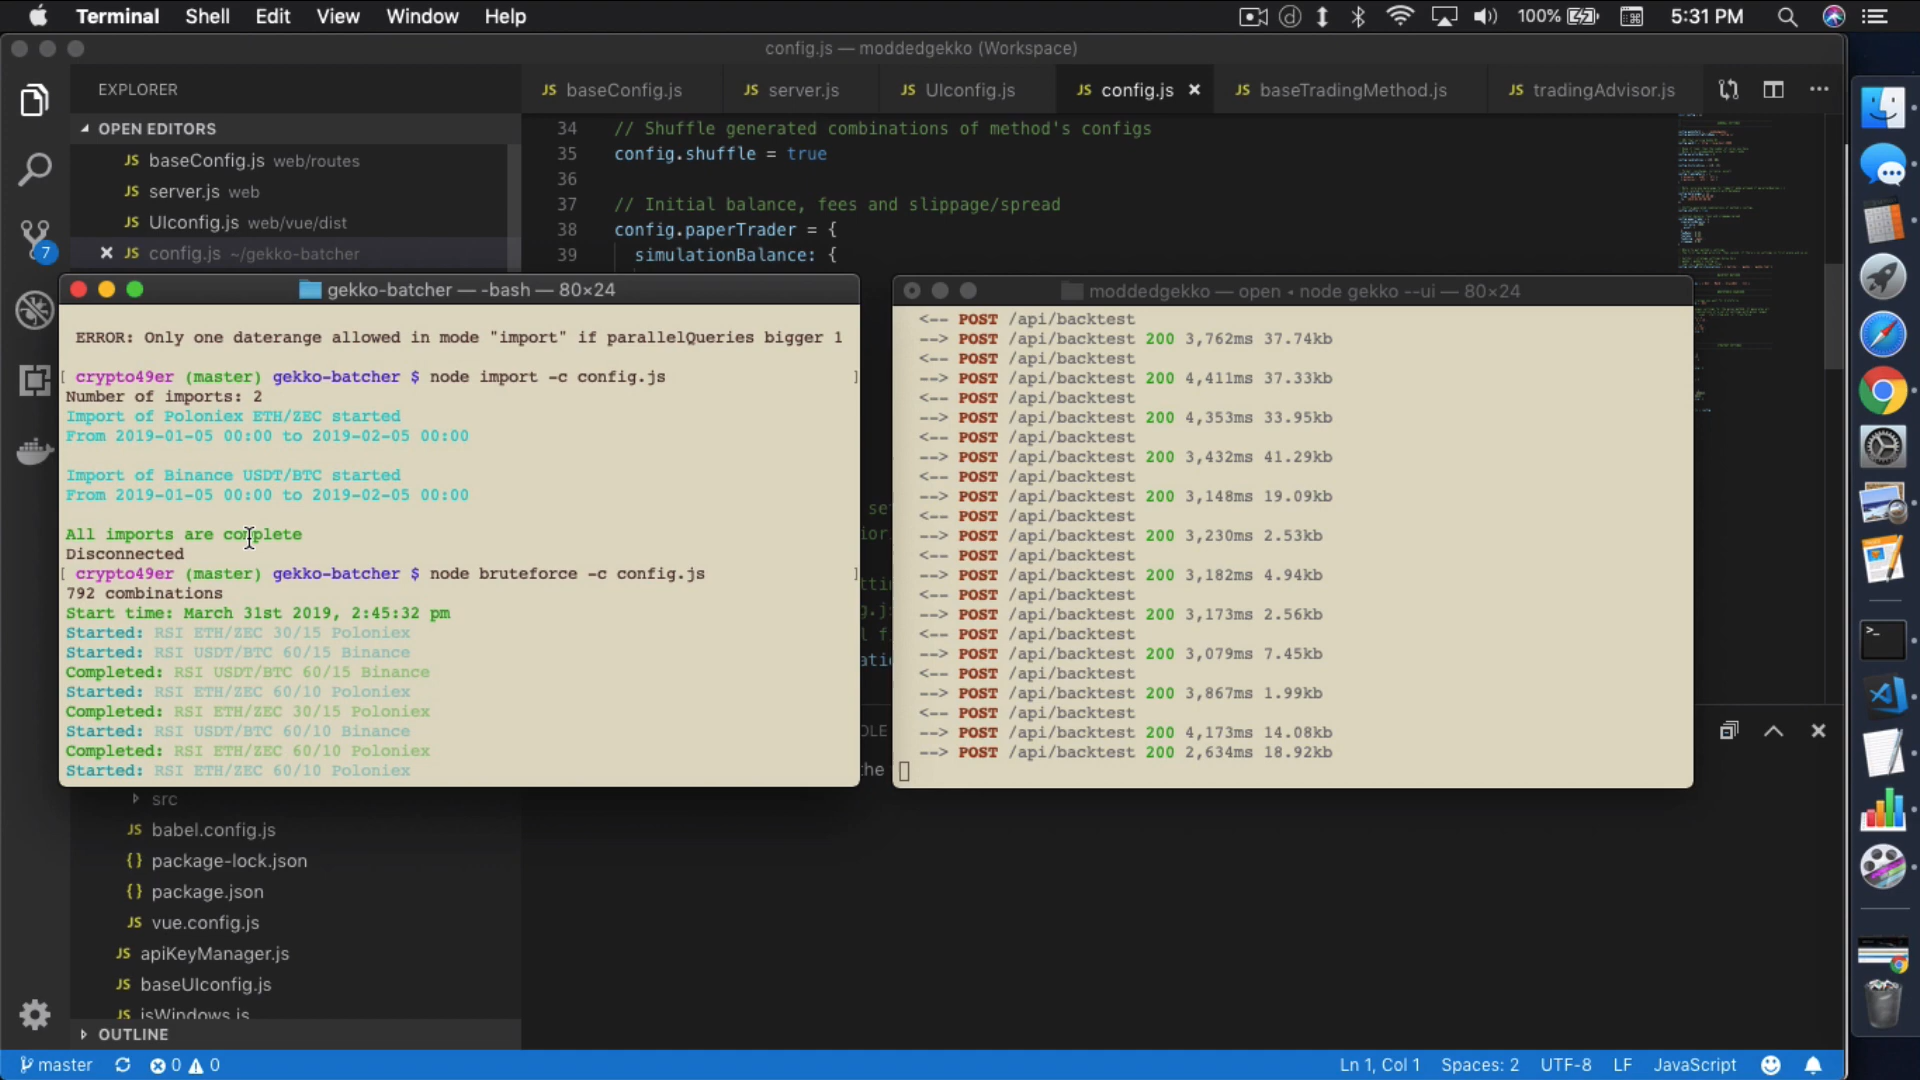 Terminal Shell Edit View Window Help
100% 5:31 PM
config.js — moddedgekko (Workspace)
EXPLORER
JS baseConfig.js JS server.js JS UIconfig.js JS config.js × JS baseTradingMethod.js JS tradingAdvisor.js ···
OPEN EDITORS
JS baseConfig.js web/routes
JS server.js web
JS UIconfig.js web/vue/dist
× JS config.js ~/gekko-batcher
7
34 // Shuffle generated combinations of method's configs
35 config.shuffle = true
36
37 // Initial balance, fees and slippage/spread
38 config.paperTrader = {
39 simulationBalance: {
gekko-batcher — -bash — 80×24
ERROR: Only one daterange allowed in mode "import" if parallelQueries bigger 1
[ crypto49er (master) gekko-batcher $ node import -c config.js ]
Number of imports: 2
Import of Poloniex ETH/ZEC started
From 2019-01-05 00:00 to 2019-02-05 00:00
Import of Binance USDT/BTC started
From 2019-01-05 00:00 to 2019-02-05 00:00
All imports are complete
Disconnected
[ crypto49er (master) gekko-batcher $ node bruteforce -c config.js ]
792 combinations
Start time: March 31st 2019, 2:45:32 pm
Started: RSI ETH/ZEC 30/15 Poloniex
Started: RSI USDT/BTC 60/15 Binance
Completed: RSI USDT/BTC 60/15 Binance
Started: RSI ETH/ZEC 60/10 Poloniex
Completed: RSI ETH/ZEC 30/15 Poloniex
Started: RSI USDT/BTC 60/10 Binance
Completed: RSI ETH/ZEC 60/10 Poloniex
Started: RSI ETH/ZEC 60/10 Poloniex
moddedgekko — open ◂ node gekko --ui — 80×24
<-- POST /api/backtest
--> POST /api/backtest 200 3,762ms 37.74kb
<-- POST /api/backtest
--> POST /api/backtest 200 4,411ms 37.33kb
<-- POST /api/backtest
--> POST /api/backtest 200 4,353ms 33.95kb
<-- POST /api/backtest
--> POST /api/backtest 200 3,432ms 41.29kb
<-- POST /api/backtest
--> POST /api/backtest 200 3,148ms 19.09kb
<-- POST /api/backtest
--> POST /api/backtest 200 3,230ms 2.53kb
<-- POST /api/backtest
--> POST /api/backtest 200 3,182ms 4.94kb
<-- POST /api/backtest
--> POST /api/backtest 200 3,173ms 2.56kb
<-- POST /api/backtest
--> POST /api/backtest 200 3,079ms 7.45kb
<-- POST /api/backtest
--> POST /api/backtest 200 3,867ms 1.99kb
<-- POST /api/backtest
--> POST /api/backtest 200 4,173ms 14.08kb
--> POST /api/backtest 200 2,634ms 18.92kb
the
src
JS babel.config.js
{} package-lock.json
{} package.json
JS vue.config.js
JS apiKeyManager.js
JS baseUIconfig.js
JS isWindows.js
OUTLINE
master 0 0 Ln 1, Col 1 Spaces: 2 UTF-8 LF JavaScript